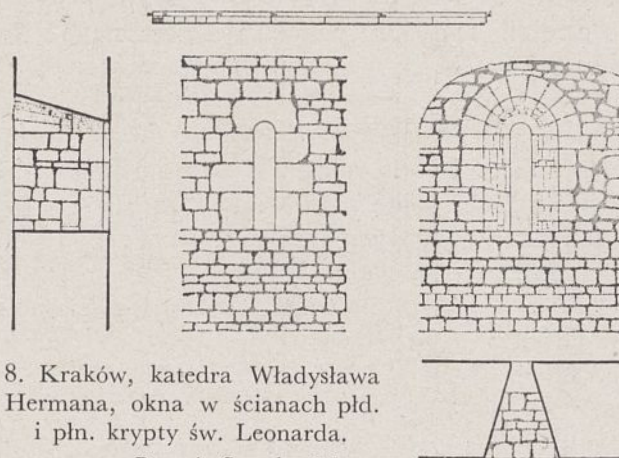 8. Kraków, katedra Władysława
Hermana, okna w ścianach płd.
i płn. krypty św. Leonarda.